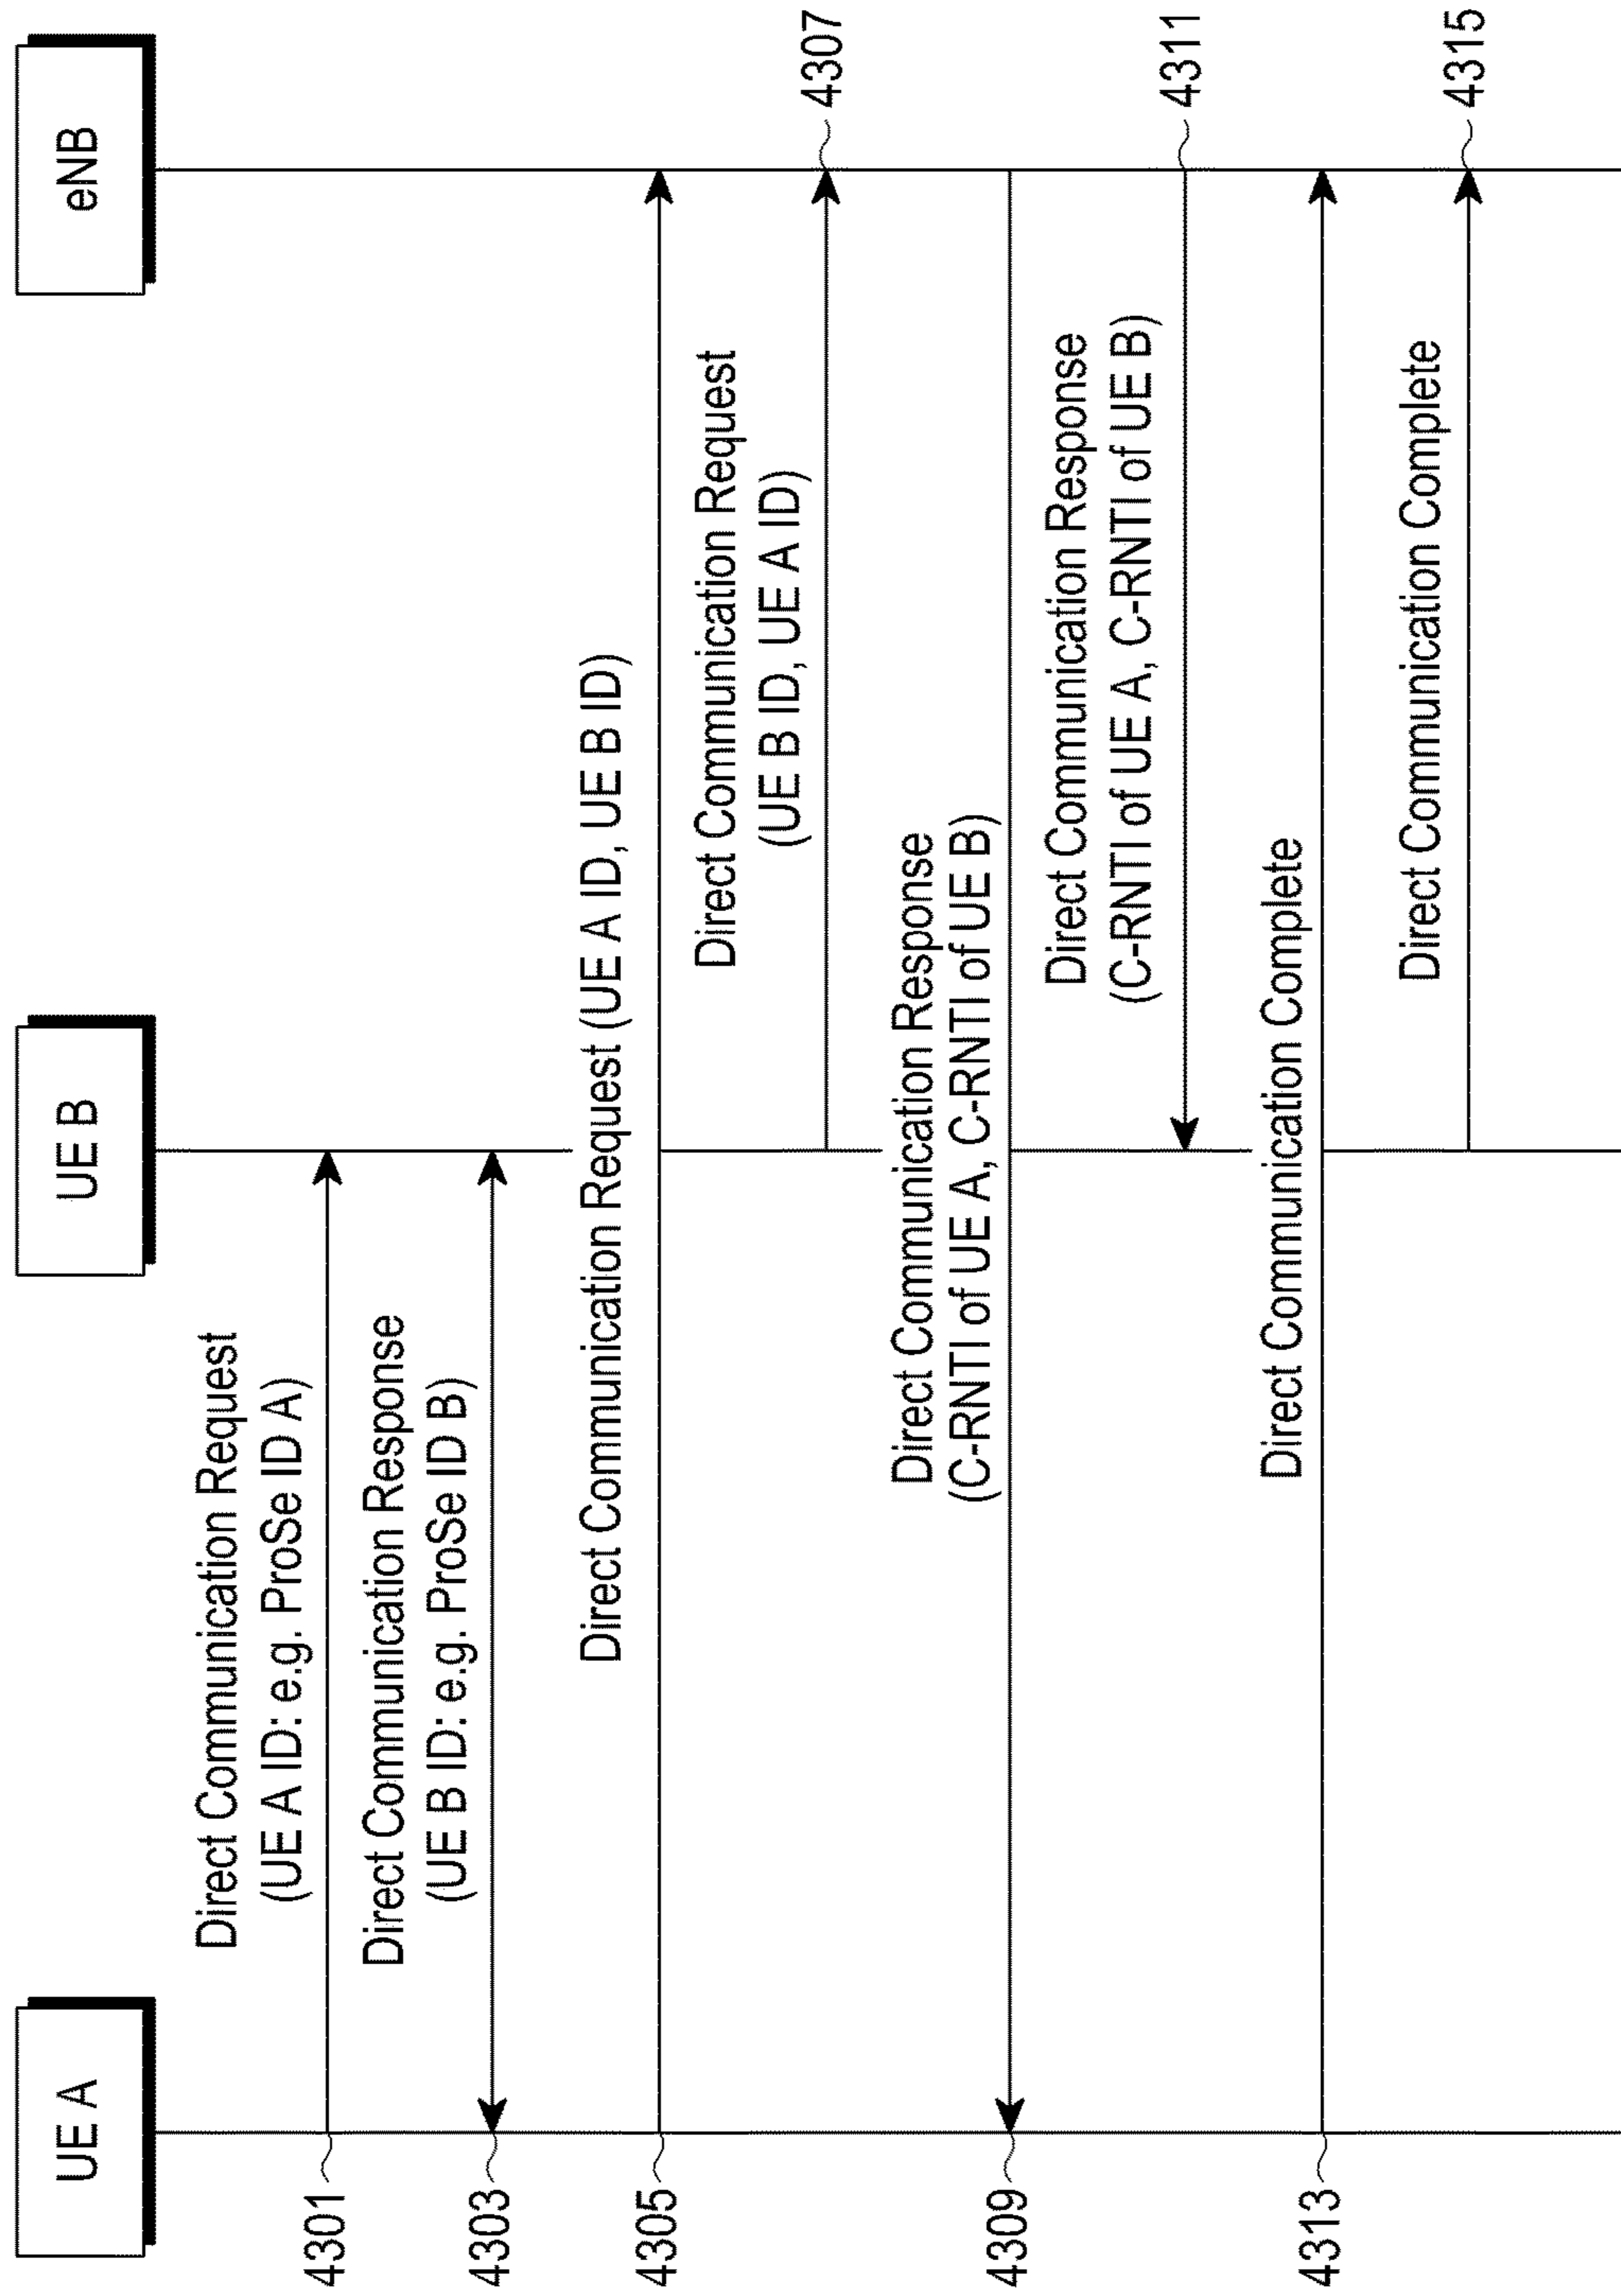 UE A
UE B
eNB
4301
Direct Communication Request
(UE A ID: e.g. ProSe ID A)
4303
Direct Communication Response
(UE B ID: e.g. ProSe ID B)
4305
Direct Communication Request (UE A ID, UE B ID)
Direct Communication Request
(UE B ID, UE A ID)
4307
4309
Direct Communication Response
(C-RNTI of UE A, C-RNTI of UE B)
Direct Communication Response
(C-RNTI of UE A, C-RNTI of UE B)
4311
4313
Direct Communication Complete
Direct Communication Complete
4315